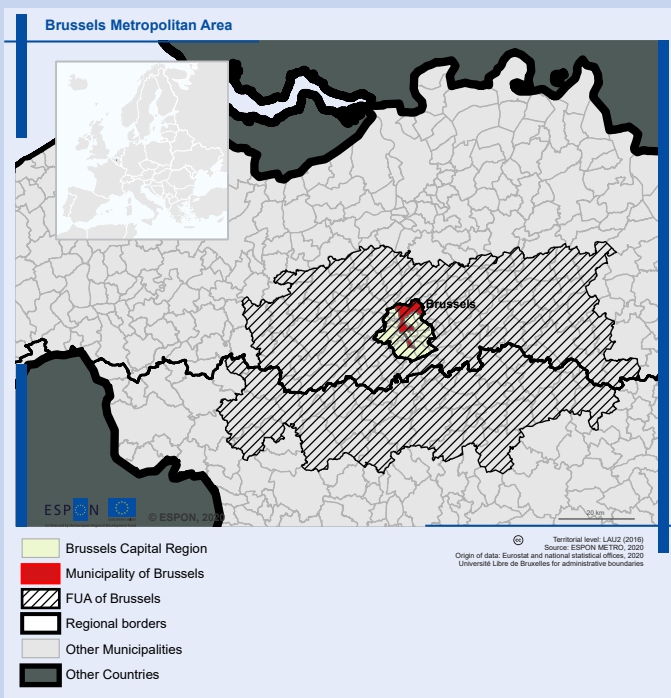 Brussels Metropolitan Area
Brussels
ESPON
© ESPON, 2020
20 km
Brussels Capital Region
Municipality of Brussels
FUA of Brussels
Regional borders
Other Municipalities
Other Countries
cc
Territorial level: LAU2 (2016)
Source: ESPON METRO, 2020
Origin of data: Eurostat and national statistical offices, 2020
Université Libre de Bruxelles for administrative boundaries